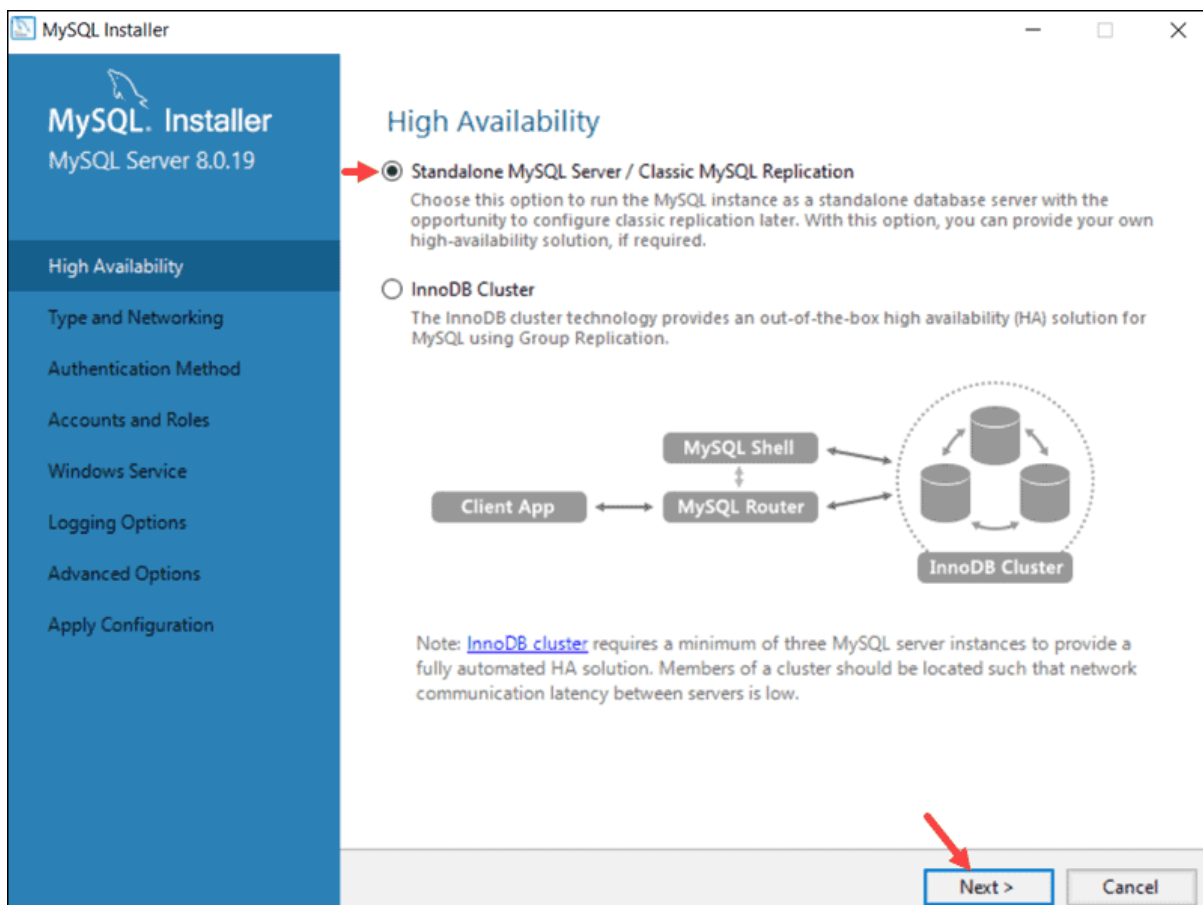 MySQL Installer
MySQL. Installer
MySQL Server 8.0.19
High Availability
Type and Networking
Authentication Method
Accounts and Roles
Windows Service
Logging Options
Advanced Options
Apply Configuration
High Availability
Standalone MySQL Server / Classic MySQL Replication
Choose this option to run the MySQL instance as a standalone database server with the
opportunity to configure classic replication later. With this option, you can provide your own
high-availability solution, if required.
InnoDB Cluster
The InnoDB cluster technology provides an out-of-the-box high availability (HA) solution for
MySQL using Group Replication.
MySQL Shell
Client App
MySQL Router
InnoDB Cluster
Note: InnoDB cluster requires a minimum of three MySQL server instances to provide a
fully automated HA solution. Members of a cluster should be located such that network
communication latency between servers is low.
Next >
Cancel